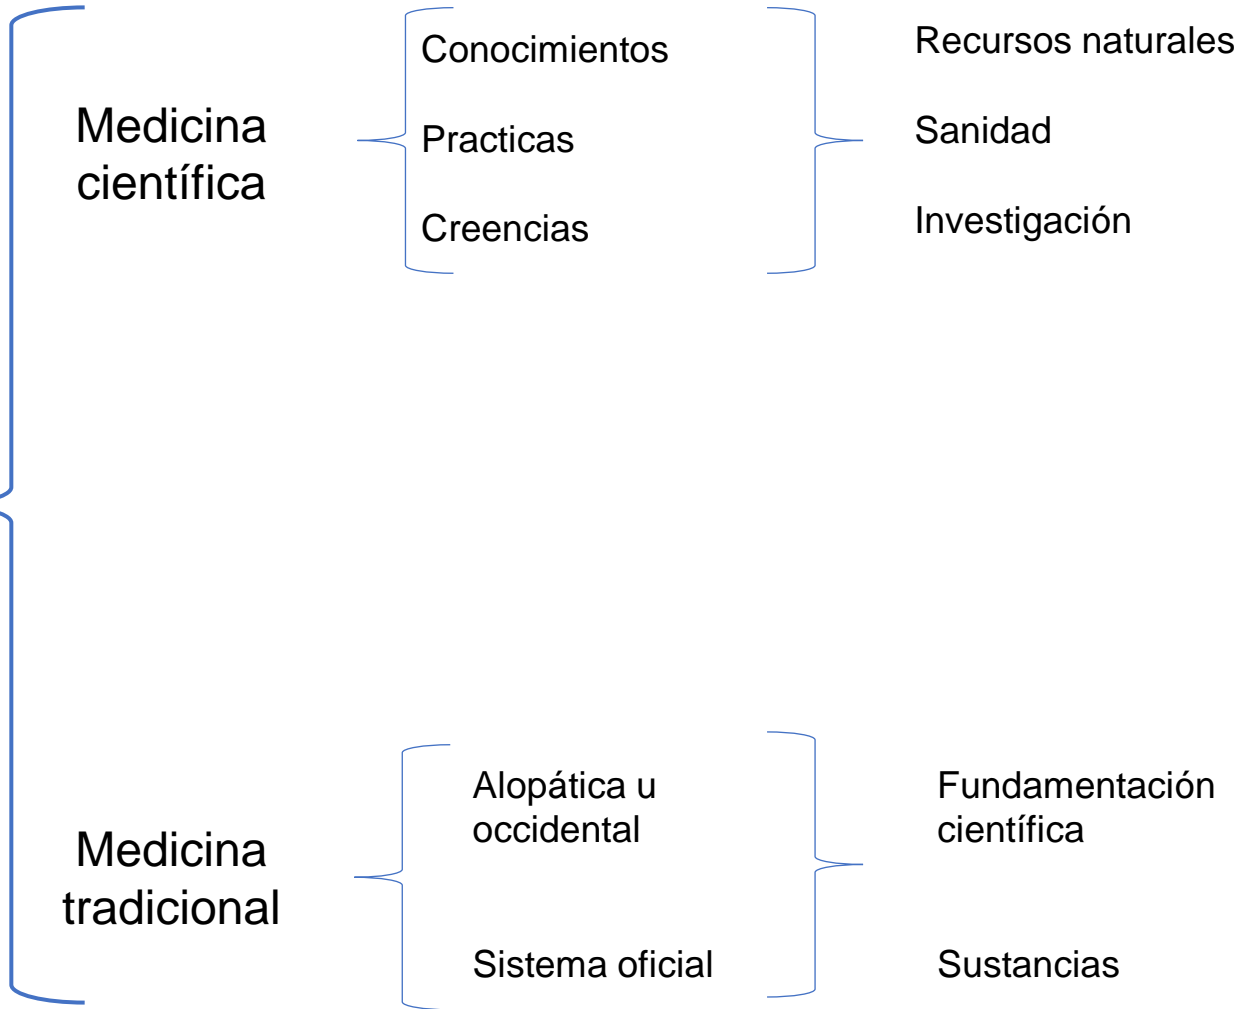 Medicina
científica
Conocimientos
Practicas
Creencias
Recursos naturales
Sanidad
Investigación
Medicina
tradicional
Alopática u
occidental
Sistema oficial
Fundamentación
científica
Sustancias